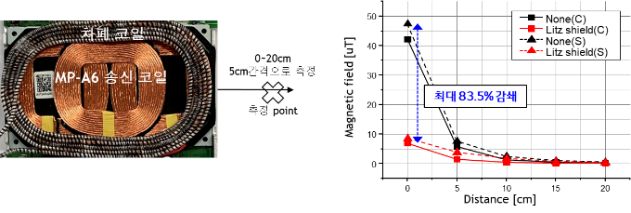 차폐 코일
MP-A6 송신 코일
0~20cm
5cm간격으로 측정
측정 point
Magnetic field [uT]
50
40
30
20
10
0
None(C)
Litz shield(C)
None(S)
Litz shield(S)
최대 83.5% 감쇄
0
5
10
15
20
Distance [cm]